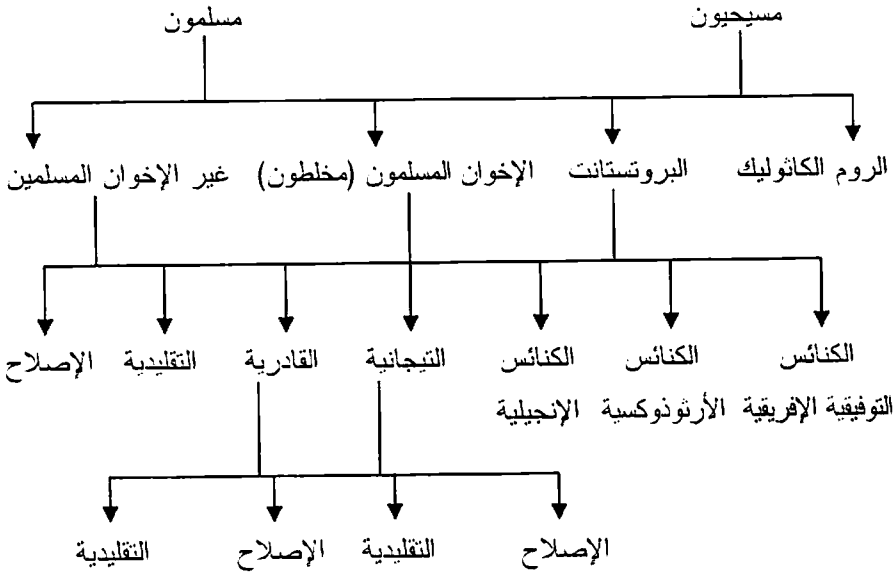 مسيحيون مسلمون
الروم الكاثوليك البروتستانت الإخوان المسلمون (مخلطون) غير الإخوان المسلمين
الكنائس الكنائس الكنائس التيجانية القادرية التقليدية الإصلاح
التوفيقية الإفريقية الأرثوذوكسية الإنجيلية
الإصلاح التقليدية الإصلاح التقليدية